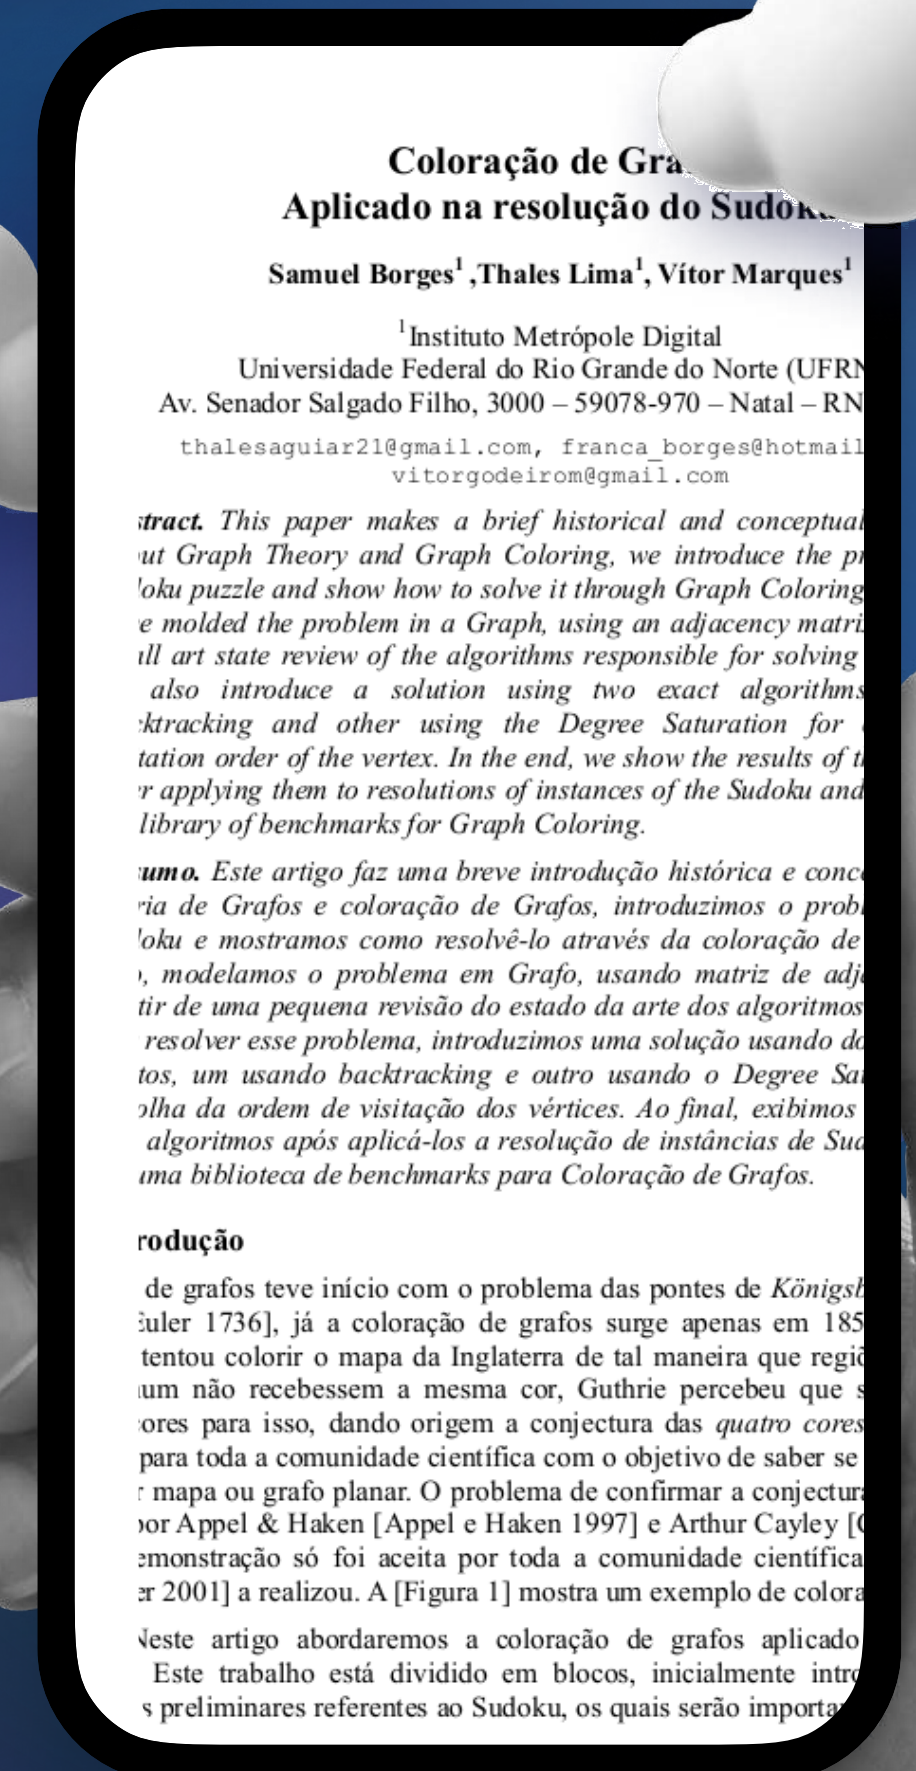 Coloração de Gra
Aplicado na resolução do Sudoku
Samuel Borges¹ ,Thales Lima¹, Vítor Marques¹
¹Instituto Metrópole Digital
Universidade Federal do Rio Grande do Norte (UFRN
Av. Senador Salgado Filho, 3000 – 59078-970 – Natal – RN
thalesaguiar21@gmail.com, franca_borges@hotmail
vitorgodeirom@gmail.com
stract. This paper makes a brief historical and conceptual
ut Graph Theory and Graph Coloring, we introduce the pr
oku puzzle and show how to solve it through Graph Coloring
e molded the problem in a Graph, using an adjacency matri
all art state review of the algorithms responsible for solving
also introduce a solution using two exact algorithms
cktracking and other using the Degree Saturation for
tation order of the vertex. In the end, we show the results of
r applying them to resolutions of instances of the Sudoku and
library of benchmarks for Graph Coloring.
sumo. Este artigo faz uma breve introdução histórica e conc
ria de Grafos e coloração de Grafos, introduzimos o prob
oku e mostramos como resolvê-lo através da coloração de
, modelamos o problema em Grafo, usando matriz de adj
tir de uma pequena revisão do estado da arte dos algoritmos
resolver esse problema, introduzimos uma solução usando do
tos, um usando backtracking e outro usando o Degree Sa
olha da ordem de visitação dos vértices. Ao final, exibimos
algoritmos após aplicá-los a resolução de instâncias de Sud
uma biblioteca de benchmarks para Coloração de Grafos.
rodução
de grafos teve início com o problema das pontes de Königsb
Euler 1736], já a coloração de grafos surge apenas em 185
tentou colorir o mapa da Inglaterra de tal maneira que regiõ
um não recebessem a mesma cor, Guthrie percebeu que s
cores para isso, dando origem a conjectura das quatro cores
para toda a comunidade científica com o objetivo de saber se
r mapa ou grafo planar. O problema de confirmar a conjectura
por Appel & Haken [Appel e Haken 1997] e Arthur Cayley [C
emonstração só foi aceita por toda a comunidade científica
er 2001] a realizou. A [Figura 1] mostra um exemplo de colora
Neste artigo abordaremos a coloração de grafos aplicado
Este trabalho está dividido em blocos, inicialmente intro
s preliminares referentes ao Sudoku, os quais serão importa